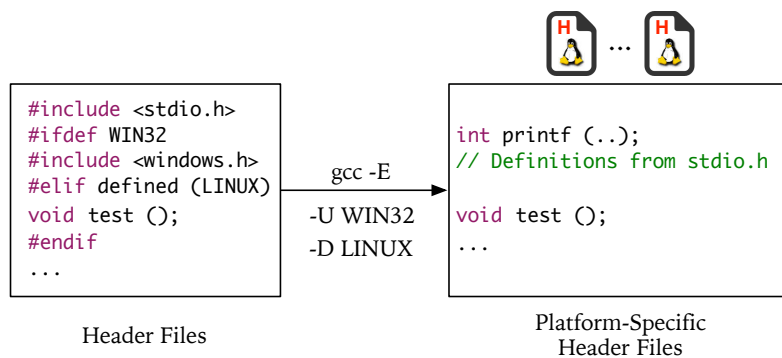 H ... H
#include <stdio.h>
#ifdef WIN32
#include <windows.h>
#elif defined (LINUX)
void test ();
#endif
...
gcc -E
-U WIN32
-D LINUX
int printf (..);
// Definitions from stdio.h
void test ();
...
Header Files
Platform-Specific
Header Files